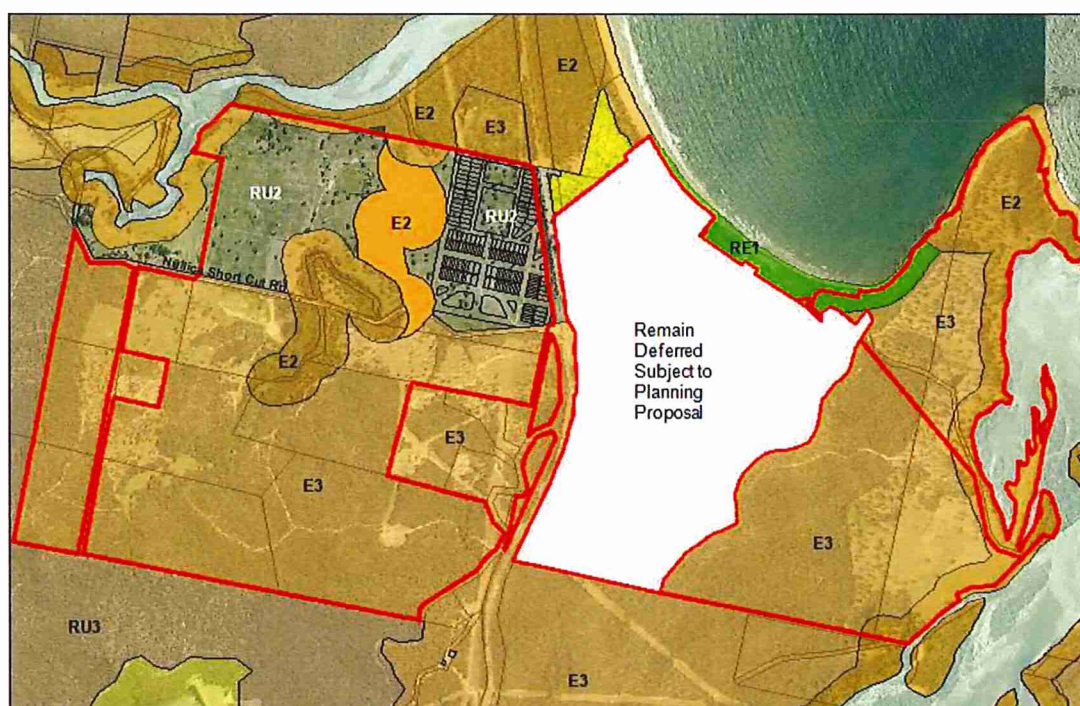 E2
E2
E3
RU2
RU2
E2
E2
RE1
Nullica Short Cut Rd
E3
Remain
Deferred
Subject to
Planning
Proposal
E2
E3
E3
E3
RU3
E3